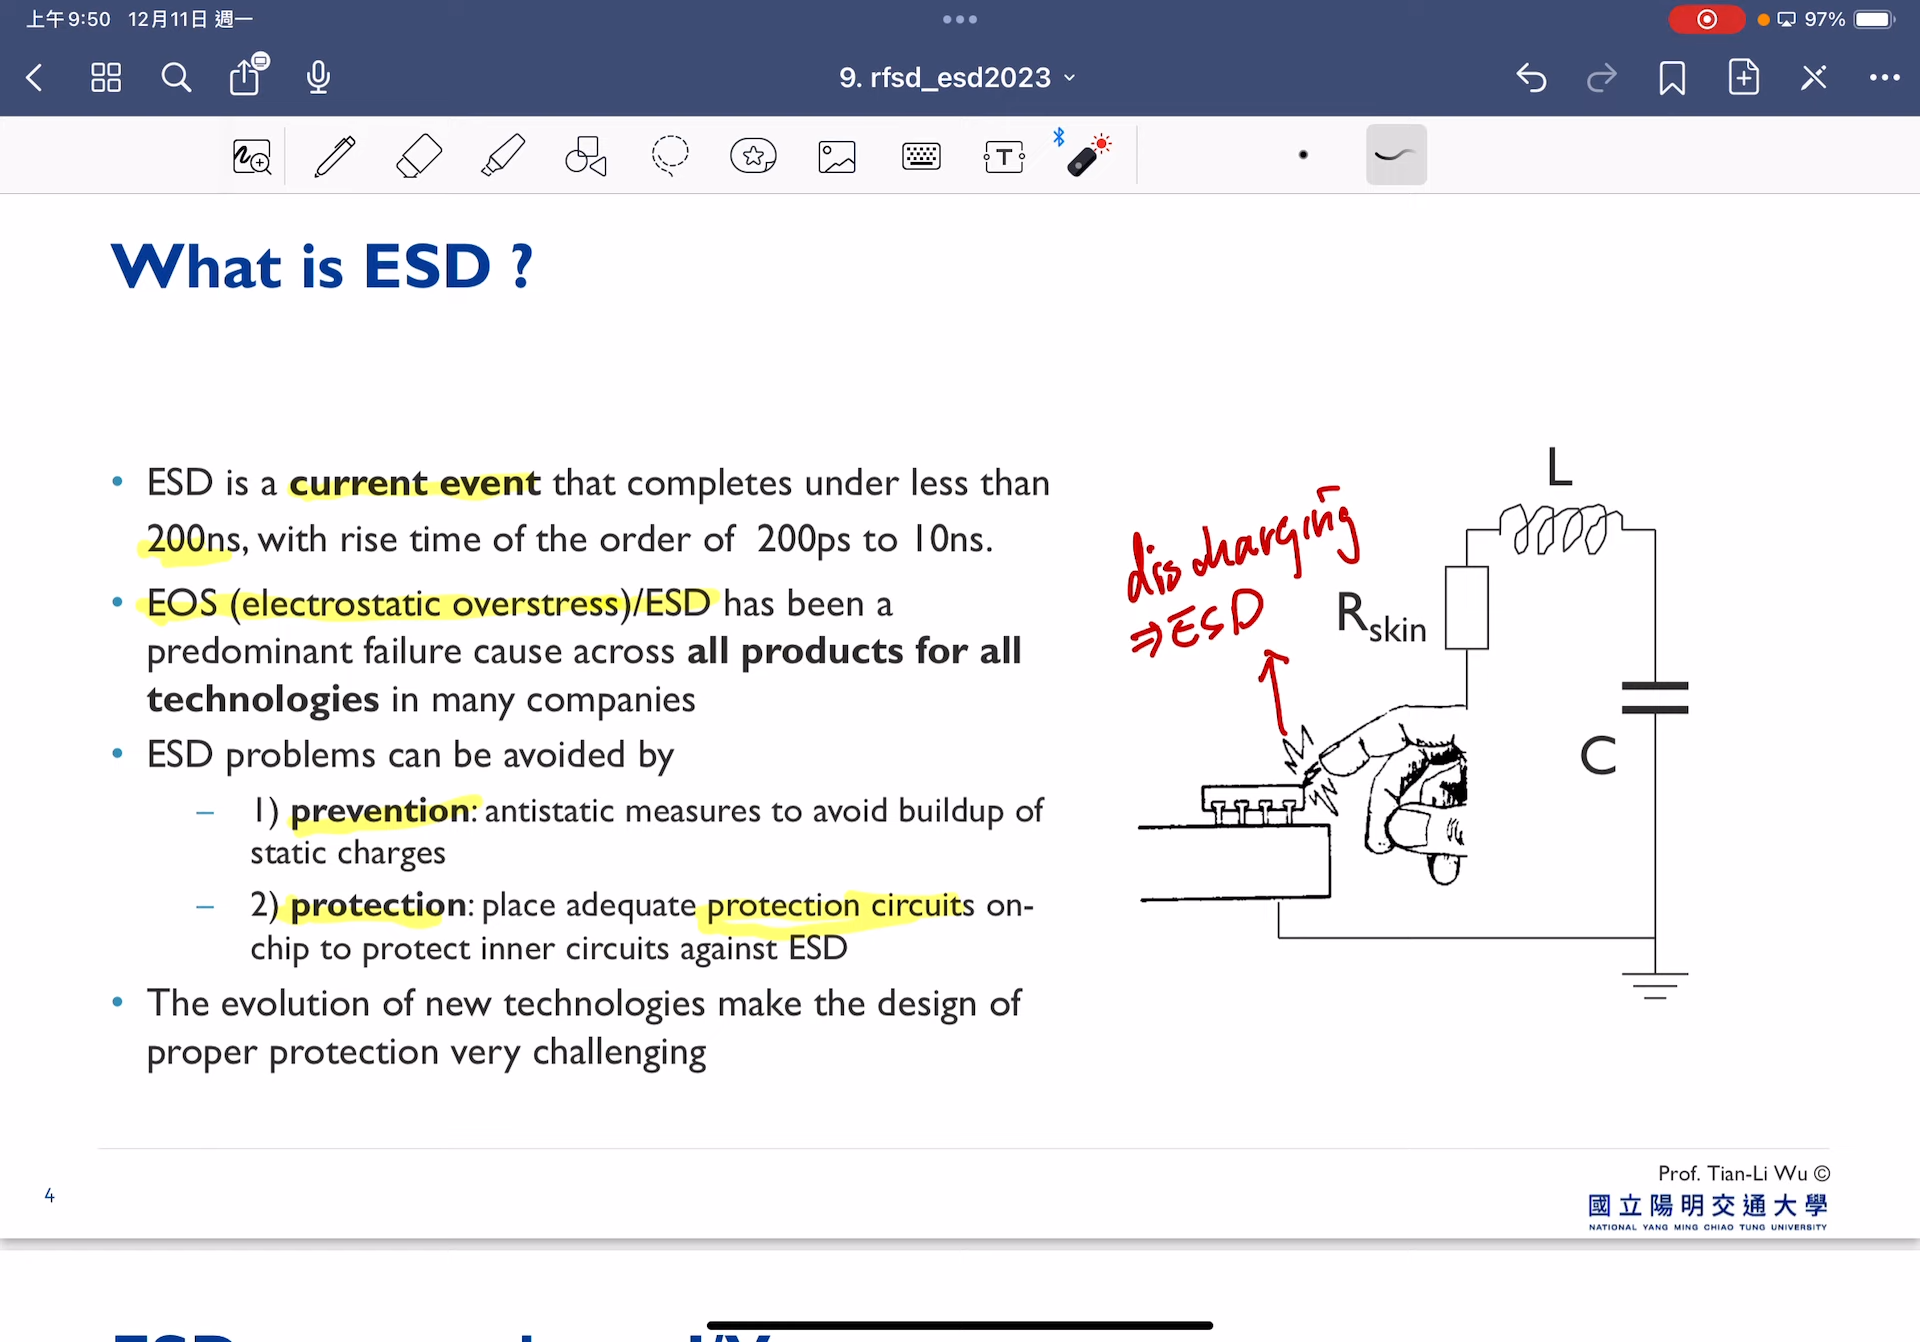 上午9:50 12月11日 週一
97%
9. rfsd_esd2023
T
What is ESD ?
• ESD is a current event that completes under less than
200ns, with rise time of the order of 200ps to 10ns.
• EOS (electrostatic overstress)/ESD has been a
predominant failure cause across all products for all
technologies in many companies
• ESD problems can be avoided by
– 1) prevention: antistatic measures to avoid buildup of
static charges
– 2) protection: place adequate protection circuits on-
chip to protect inner circuits against ESD
• The evolution of new technologies make the design of
proper protection very challenging
discharging
⇒ESD
L
Rskin
C
4
Prof. Tian-Li Wu ©
國立陽明交通大學
NATIONAL YANG MING CHIAO TUNG UNIVERSITY